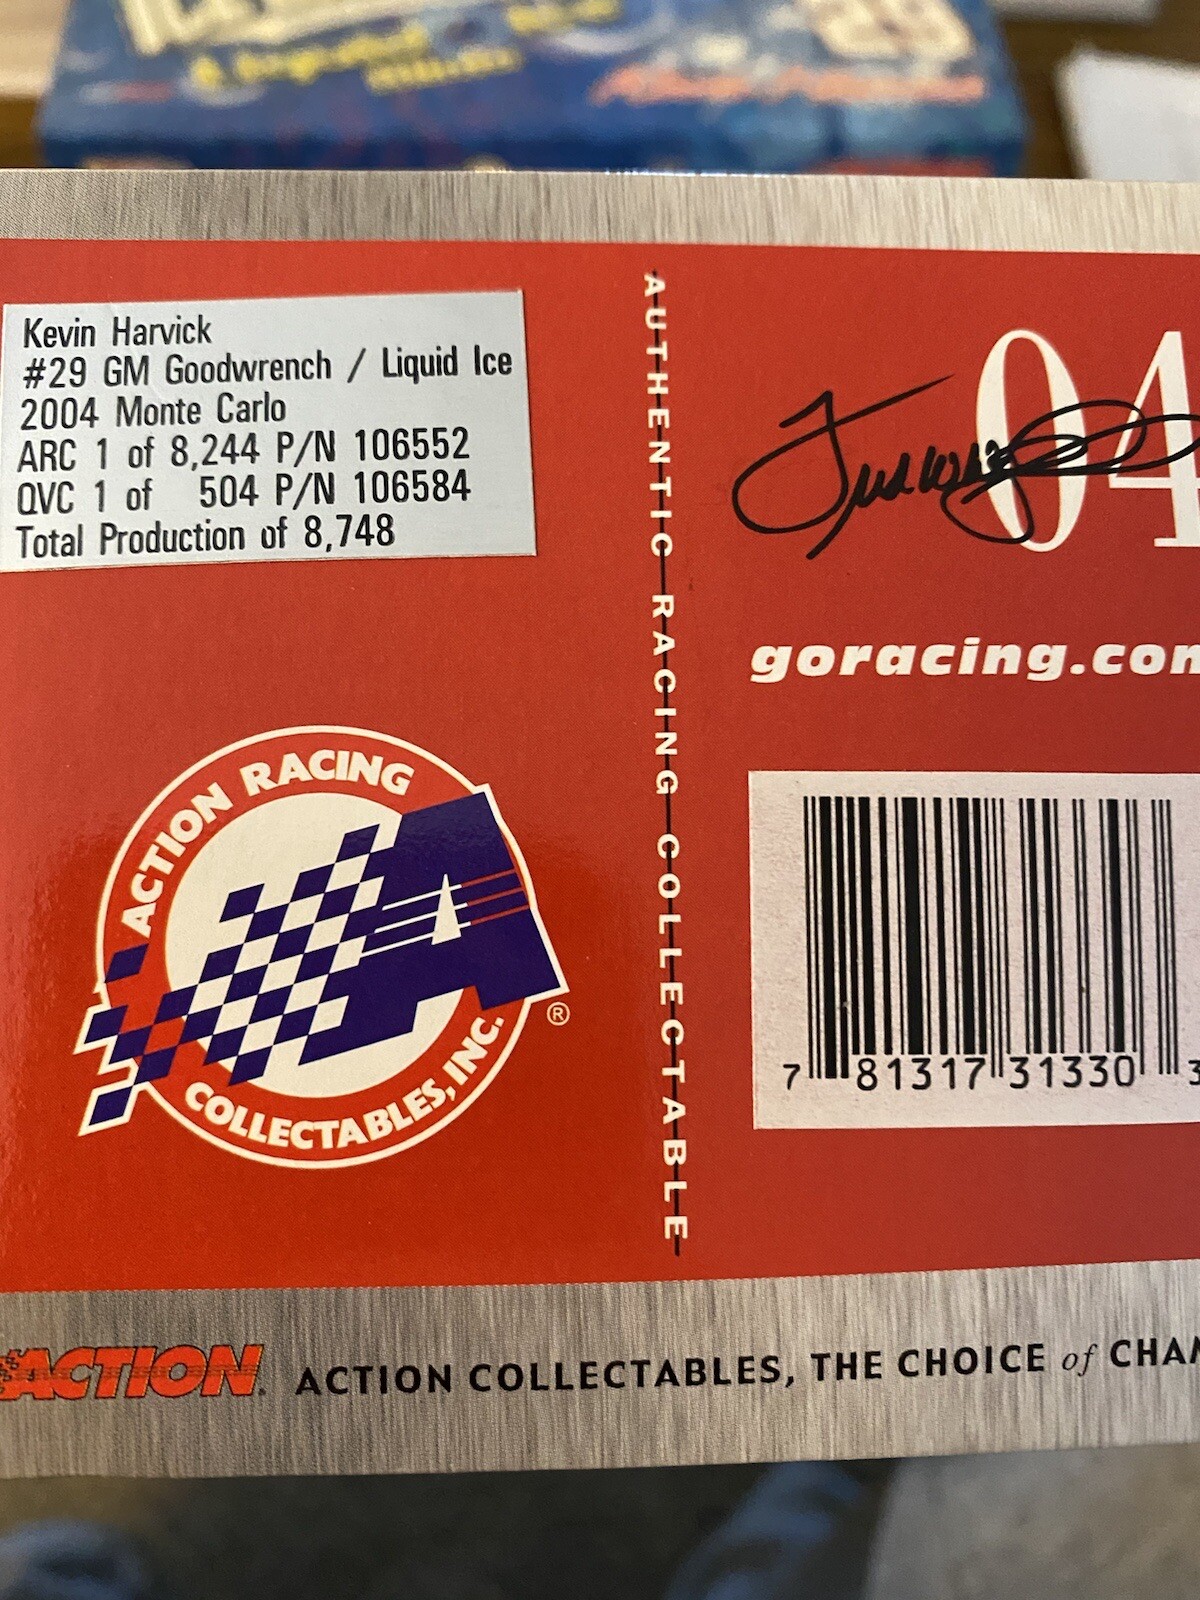 Kevin Harvick
#29 GM Goodwrench / Liquid Ice
2004 Monte Carlo
ARC 1 of 8,244 P/N 106552
QVC 1 of 504 P/N 106584
Total Production of 8,748
AUTHENTIC RACING COLLECTABLE
04
goracing.com
ACTION RACING
COLLECTABLES, INC.
®
7 81317 31330 3
ACTION.
ACTION COLLECTABLES, THE CHOICE of CHA